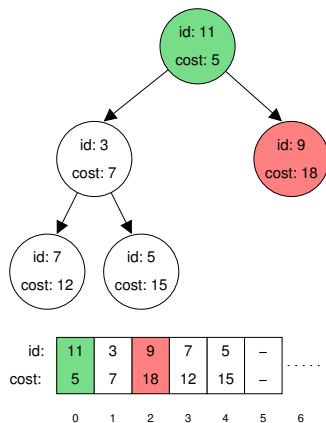 id: 11
cost: 5
id: 3
cost: 7
id: 9
cost: 18
id: 7
cost: 12
id: 5
cost: 15
id: 11 3 9 7 5 – .....
cost: 5 7 18 12 15 –
0 1 2 3 4 5 6